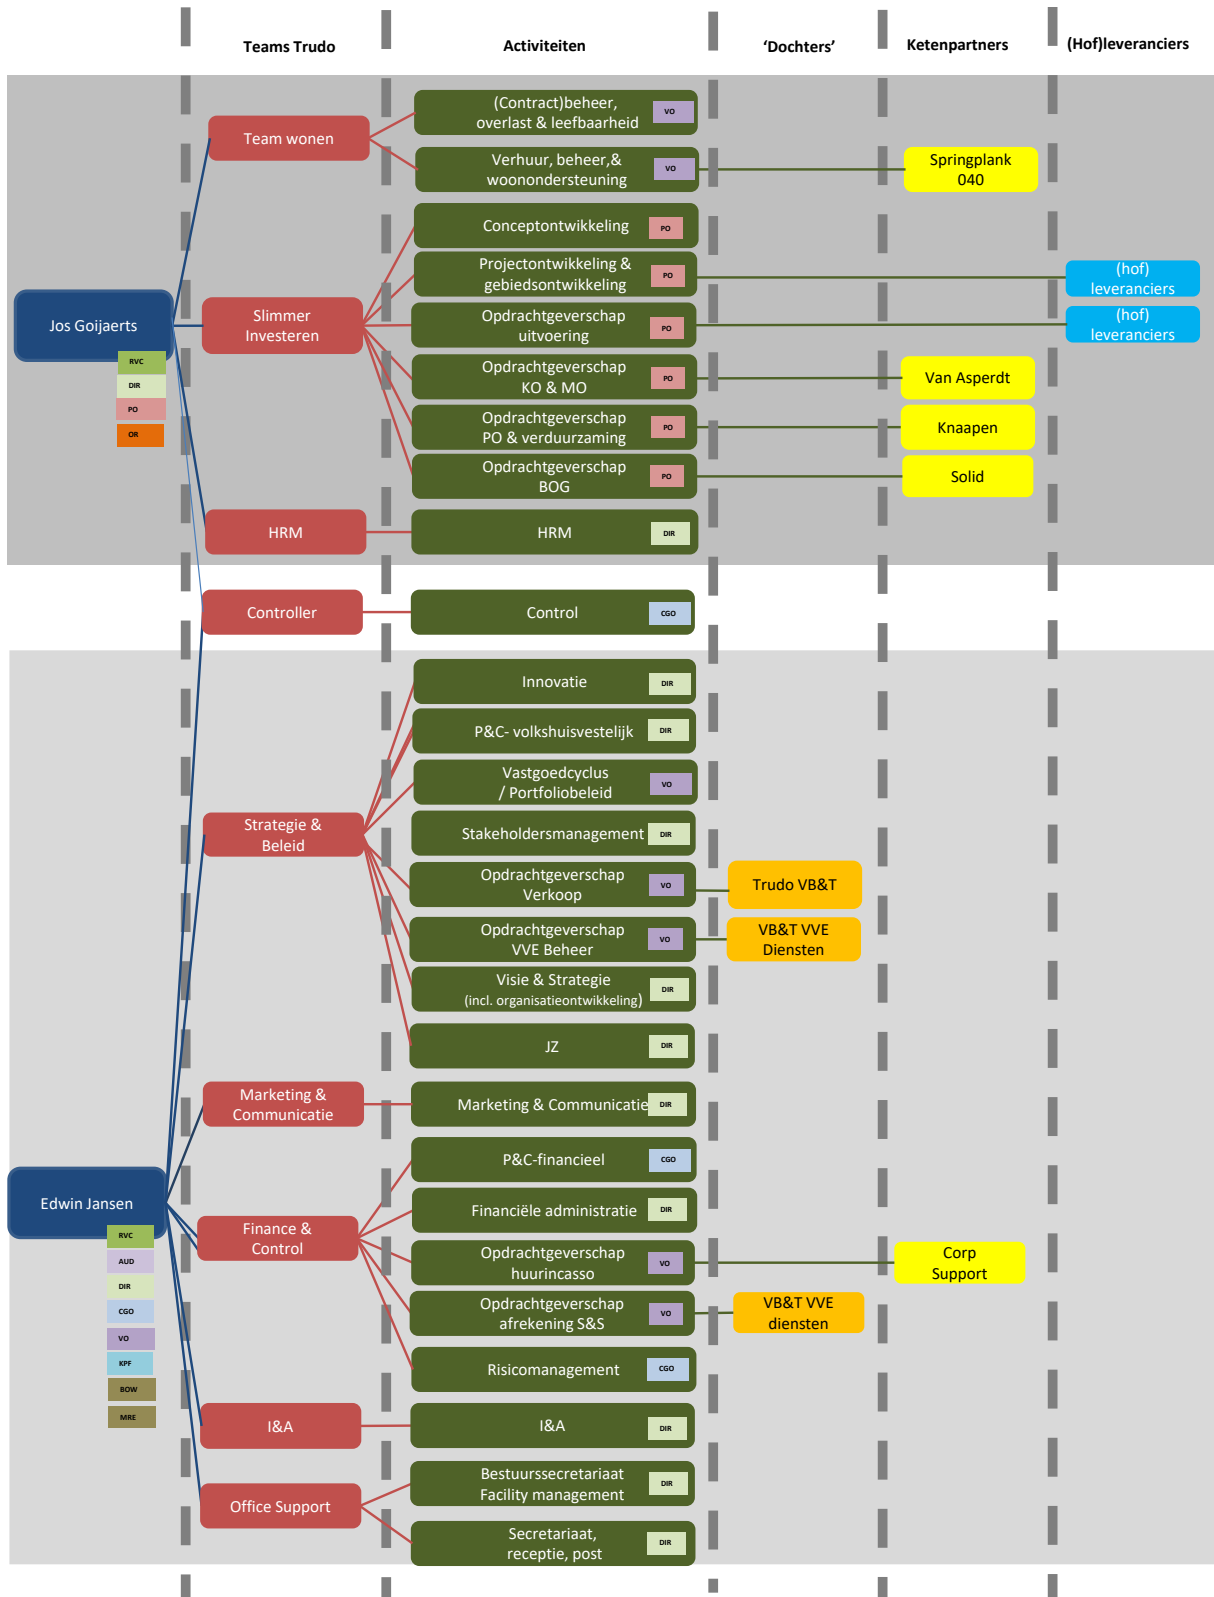 Teams Trudo
Activiteiten
‘Dochters’
Ketenpartners
(Hof)leveranciers
Jos Goijaerts
RVC
DIR
PO
OR
Team wonen
(Contract)beheer,
overlast & leefbaarheid
VO
Verhuur, beheer,&
woonondersteuning
VO
Springplank
040
Slimmer
Investeren
Conceptontwikkeling
PO
Projectontwikkeling &
gebiedsontwikkeling
PO
(hof)
leveranciers
Opdrachtgeverschap
uitvoering
PO
(hof)
leveranciers
Opdrachtgeverschap
KO & MO
PO
Van Asperdt
Opdrachtgeverschap
PO & verduurzaming
PO
Knaapen
Opdrachtgeverschap
BOG
PO
Solid
HRM
HRM
DIR
Controller
Control
CGO
Edwin Jansen
RVC
AUD
DIR
CGO
VO
KPF
BOW
MRE
Strategie &
Beleid
Innovatie
DIR
P&C- volkshuisvestelijk
DIR
Vastgoedcyclus
/ Portfoliobeleid
VO
Stakeholdersmanagement
DIR
Opdrachtgeverschap
Verkoop
VO
Trudo VB&T
Opdrachtgeverschap
VVE Beheer
VO
VB&T VVE
Diensten
Visie & Strategie
(incl. organisatieontwikkeling)
DIR
JZ
DIR
Marketing &
Communicatie
Marketing & Communicatie
DIR
Finance &
Control
P&C-financieel
CGO
Financiële administratie
DIR
Opdrachtgeverschap
huurincasso
VO
Corp
Support
Opdrachtgeverschap
afrekening S&S
VO
VB&T VVE
diensten
Risicomanagement
CGO
I&A
I&A
DIR
Office Support
Bestuurssecretariaat
Facility management
DIR
Secretariaat,
receptie, post
DIR